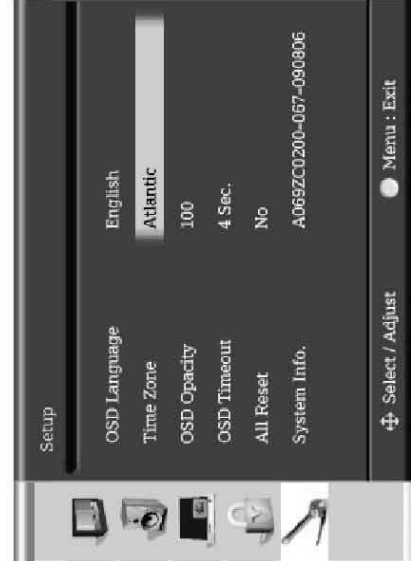 Setup
OSD Language English
Time Zone Atlantic
OSD Opacity 100
OSD Timeout 4 Sec.
All Reset No
System Info. A069ZC0200-067-090806
Select / Adjust Menu : Exit